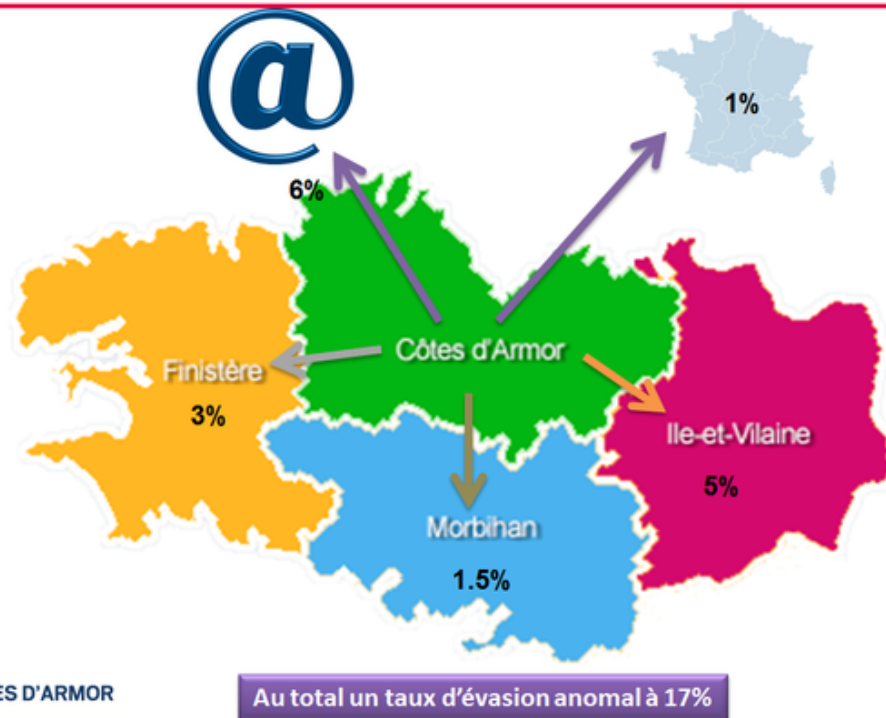 @
1%
6%
Côtes d'Armor
Finistère
3%
Ile-et-Vilaine
5%
Morbihan
1.5%
ES D'ARMOR
Au total un taux d'évasion anomal à 17%